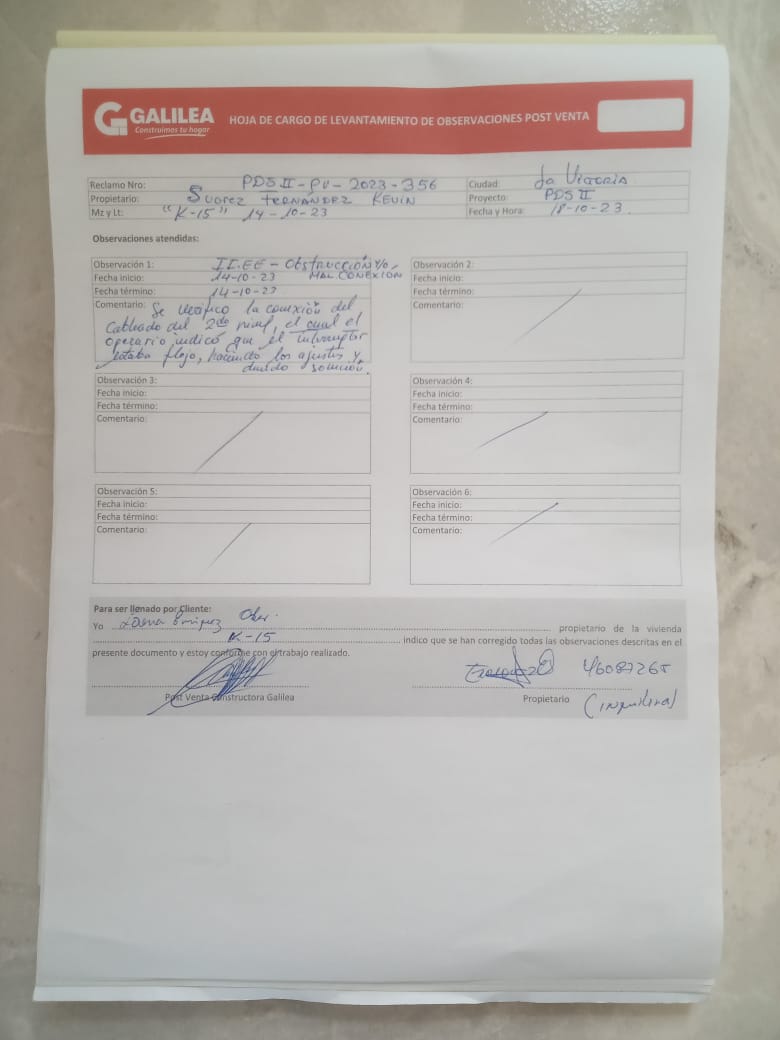 GALILEA
Construimos tu hogar
HOJA DE CARGO DE LEVANTAMIENTO DE OBSERVACIONES POST VENTA
Reclamo Nro: PDS II - PV - 2023 - 356
Ciudad: La Victoria
Propietario: Suarez Fernández Kevin
Proyecto: PDS II
Mz y Lt: "K-15" 14-10-23
Fecha y Hora: 18-10-23.
Observaciones atendidas:
Observación 1: II.EE - Obstrucción y/o
MAL CONEXION
Fecha inicio: 14-10-23
Fecha término: 14-10-23
Comentario: Se verifico la conexión del
cableado del 2do nivel, el cual el
operario indicó que el interruptor
estaba flojo, haciendo los ajustes y
dando solución.
Observación 2:
Fecha inicio:
Fecha término:
Comentario:
Observación 3:
Fecha inicio:
Fecha término:
Comentario:
Observación 4:
Fecha inicio:
Fecha término:
Comentario:
Observación 5:
Fecha inicio:
Fecha término:
Comentario:
Observación 6:
Fecha inicio:
Fecha término:
Comentario:
Para ser llenado por Cliente:
Yo propietario de la vivienda
K-15 indico que se han corregido todas las observaciones descritas en el
presente documento y estoy conforme con el trabajo realizado.
46087265
Post Venta Constructora Galilea
Propietario (inquilina)